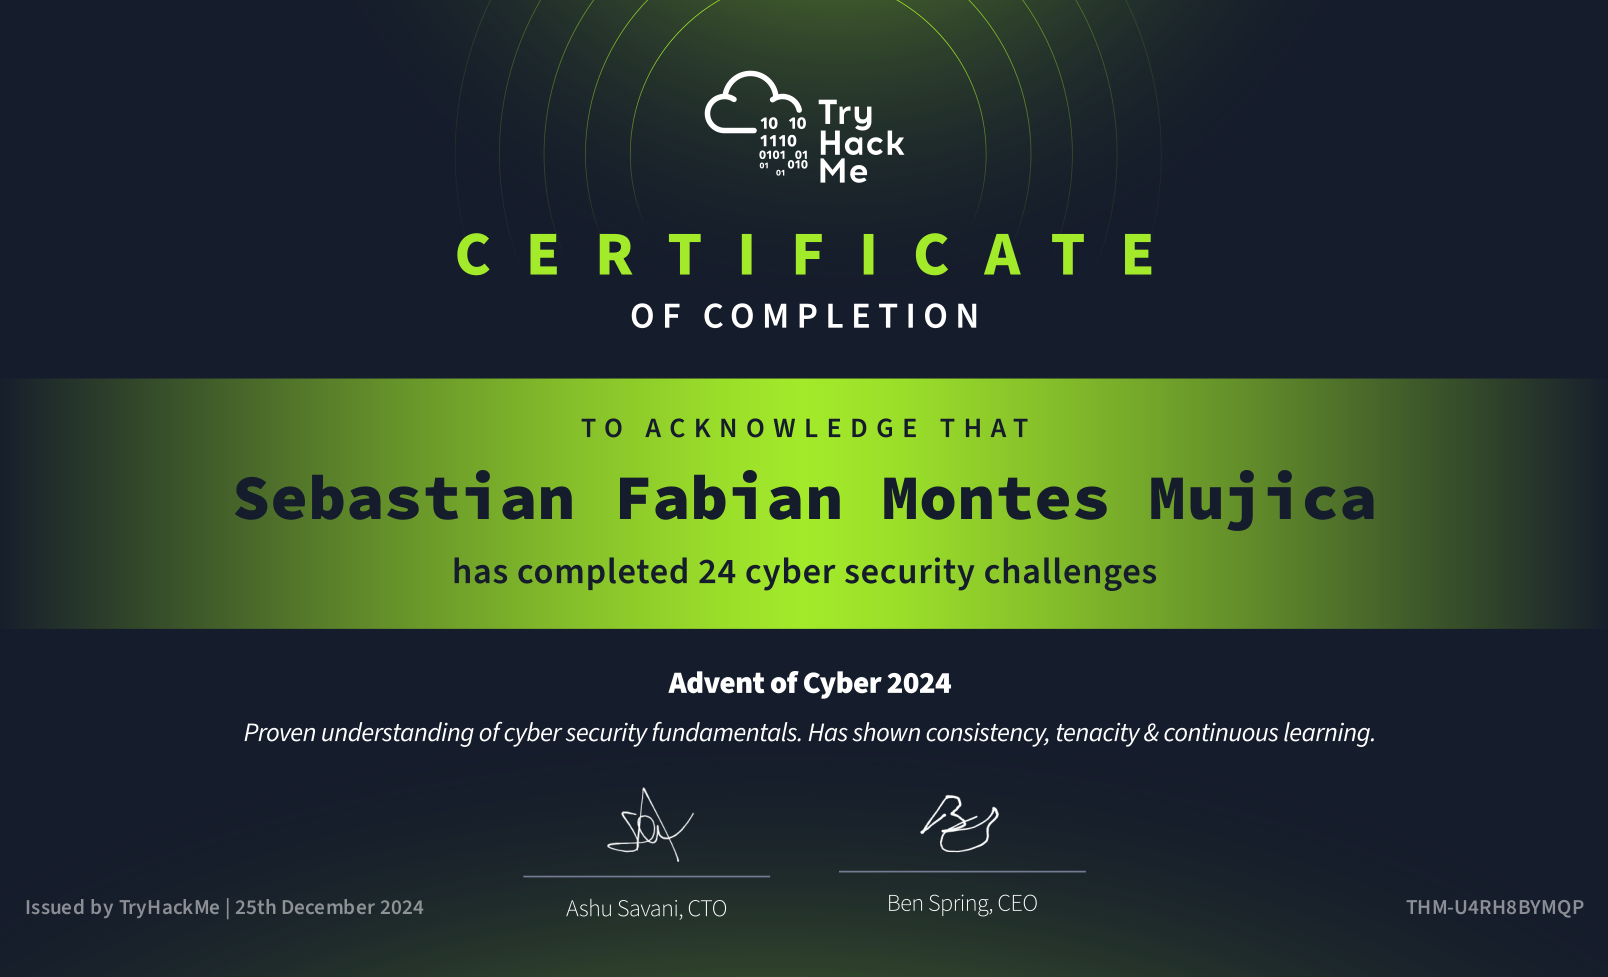 10 10
1110
0101 01
01 010
01
Try
Hack
Me
CERTIFICATE
OF COMPLETION
TO ACKNOWLEDGE THAT
Sebastian Fabian Montes Mujica
has completed 24 cyber security challenges
Advent of Cyber 2024
Proven understanding of cyber security fundamentals. Has shown consistency, tenacity & continuous learning.
Ashu Savani, CTO
Ben Spring, CEO
Issued by TryHackMe | 25th December 2024
THM-U4RH8BYMQP